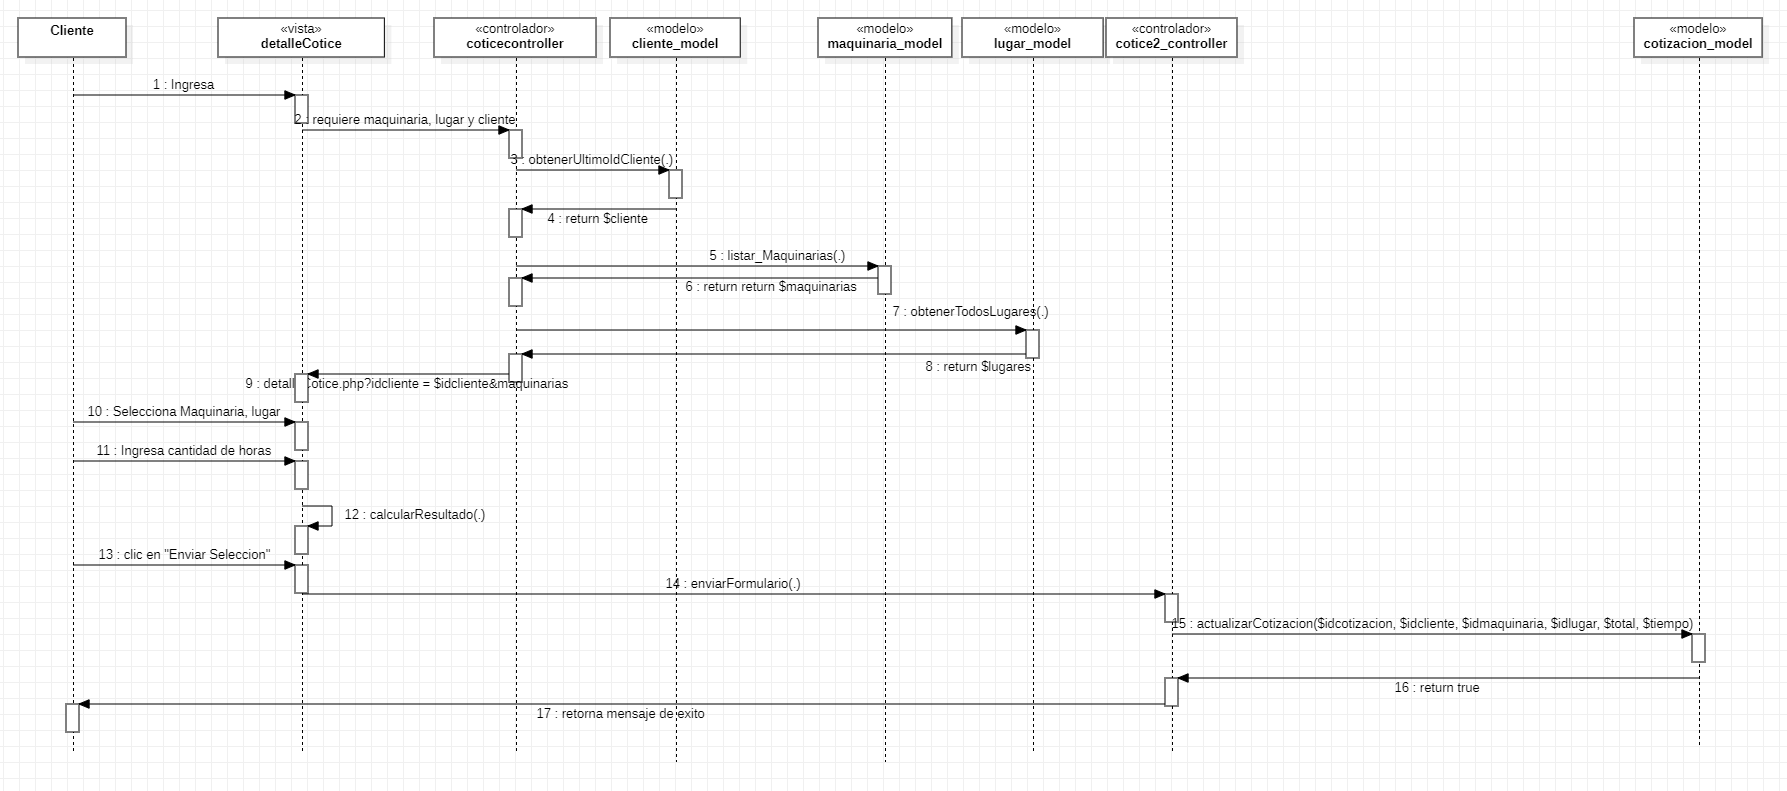 Cliente
«vista»
detalleCotice
«controlador»
coticecontroller
«modelo»
cliente_model
«modelo»
maquinaria_model
«modelo»
lugar_model
«controlador»
cotice2_controller
«modelo»
cotizacion_model
1 : Ingresa
2 : requiere maquinaria, lugar y cliente
3 : obtenerUltimoIdCliente(.)
4 : return $cliente
5 : listar_Maquinarias(.)
6 : return return $maquinarias
7 : obtenerTodosLugares(.)
8 : return $lugares
9 : detalleCotice.php?idcliente = $idcliente&maquinarias
10 : Selecciona Maquinaria, lugar
11 : Ingresa cantidad de horas
12 : calcularResultado(.)
13 : clic en "Enviar Seleccion"
14 : enviarFormulario(.)
15 : actualizarCotizacion($idcotizacion, $idcliente, $idmaquinaria, $idlugar, $total, $tiempo)
16 : return true
17 : retorna mensaje de exito